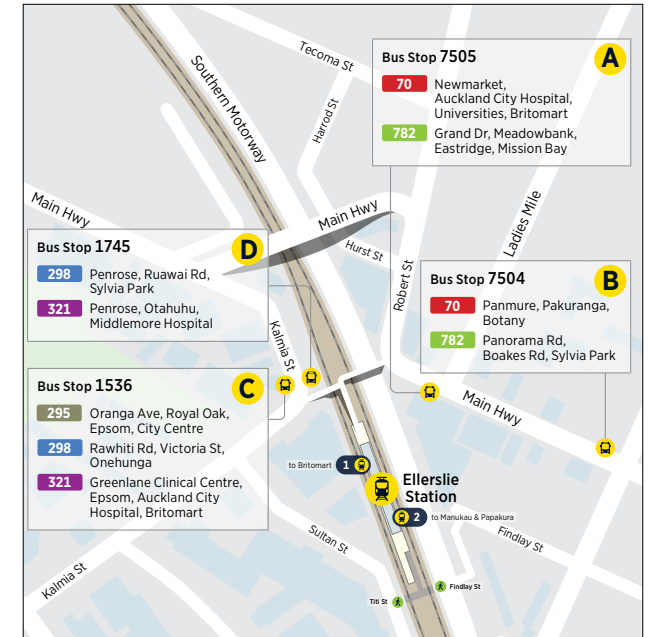 Tecoma St
Southern Motorway
Harrod St
Bus Stop 7505
A
70 Newmarket,
Auckland City Hospital,
Universities, Britomart
782 Grand Dr, Meadowbank,
Eastridge, Mission Bay
Main Hwy
Main Hwy
Hurst St
Robert St
Ladies Mile
Bus Stop 1745
D
298 Penrose, Ruawai Rd,
Sylvia Park
321 Penrose, Otahuhu,
Middlemore Hospital
Kalmia St
Bus Stop 7504
B
70 Panmure, Pakuranga,
Botany
782 Panorama Rd,
Boakes Rd, Sylvia Park
Main Hwy
Bus Stop 1536
C
295 Oranga Ave, Royal Oak,
Epsom, City Centre
298 Rawhiti Rd, Victoria St,
Onehunga
321 Greenlane Clinical Centre,
Epsom, Auckland City
Hospital, Britomart
to Britomart 1
Ellerslie
Station
2 to Manukau & Papakura
Sultan St
Findlay St
Kalmia St
Findlay St
Titi St